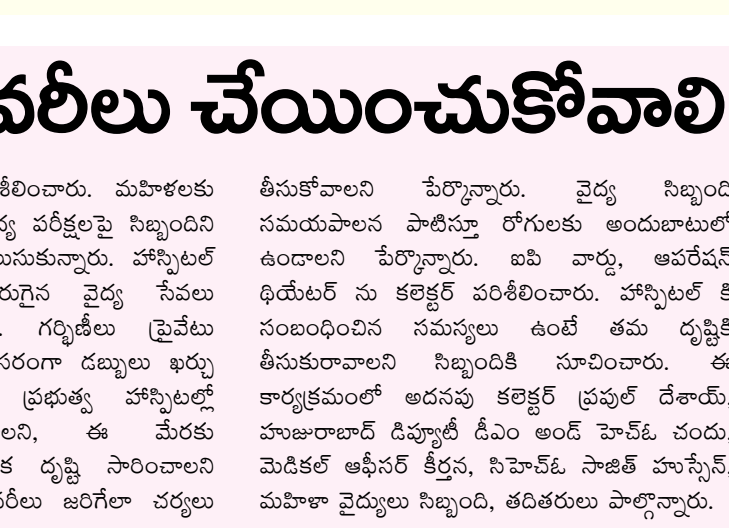 వరీలు చేయించుకోవాలి
శీలించారు. మహిళలకు
పరీక్షలపై సిబ్బందిని
లుసుకున్నారు. హాస్పిటల్
రుగైన వైద్య సేవలు
గర్భిణీలు ప్రైవేటు
సరంగా డబ్బులు ఖర్చు
ప్రభుత్వ హాస్పిటల్లో
లని, ఈ మేరకు
క దృష్టి సారించాలని
వరీలు జరిగేలా చర్యలు
తీసుకోవాలని పేర్కొన్నారు. వైద్య సిబ్బంది
సమయపాలన పాటిస్తూ రోగులకు అందుబాటులో
ఉండాలని పేర్కొన్నారు. ఐపి వార్డు, ఆపరేషన్
థియేటర్ ను కలెక్టర్ పరిశీలించారు. హాస్పిటల్ కి
సంబంధించిన సమస్యలు ఉంటే తమ దృష్టికి
తీసుకురావాలని సిబ్బందికి సూచించారు. ఈ
కార్యక్రమంలో అదనపు కలెక్టర్ ప్రపుల్ దేశాయ్,
హుజురాబాద్ డిప్యూటీ డీఎం అండ్ హెచ్ఓ చందు,
మెడికల్ ఆఫీసర్ కీర్తన, సిహెచ్ఓ సాజిత్ హుస్సేన్,
మహిళా వైద్యులు సిబ్బంది, తదితరులు పాల్గొన్నారు.